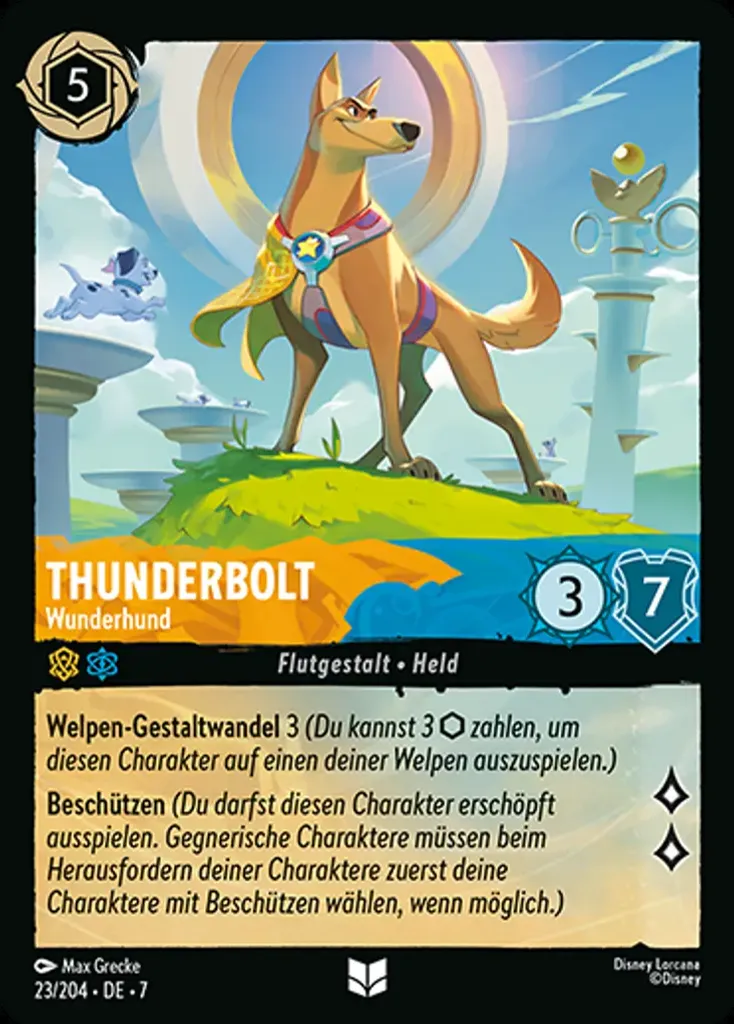 5
THUNDERBOLT
Wunderhund
3
7
Flutgestalt • Held
Welpen-Gestaltwandel 3 (Du kannst 3 ⬡ zahlen, um
diesen Charakter auf einen deiner Welpen auszuspielen.)
Beschützen (Du darfst diesen Charakter erschöpft
ausspielen. Gegnerische Charaktere müssen beim
Herausfordern deiner Charaktere zuerst deine
Charaktere mit Beschützen wählen, wenn möglich.)
Max Grecke
23/204 • DE • 7
Disney Lorcana
©Disney